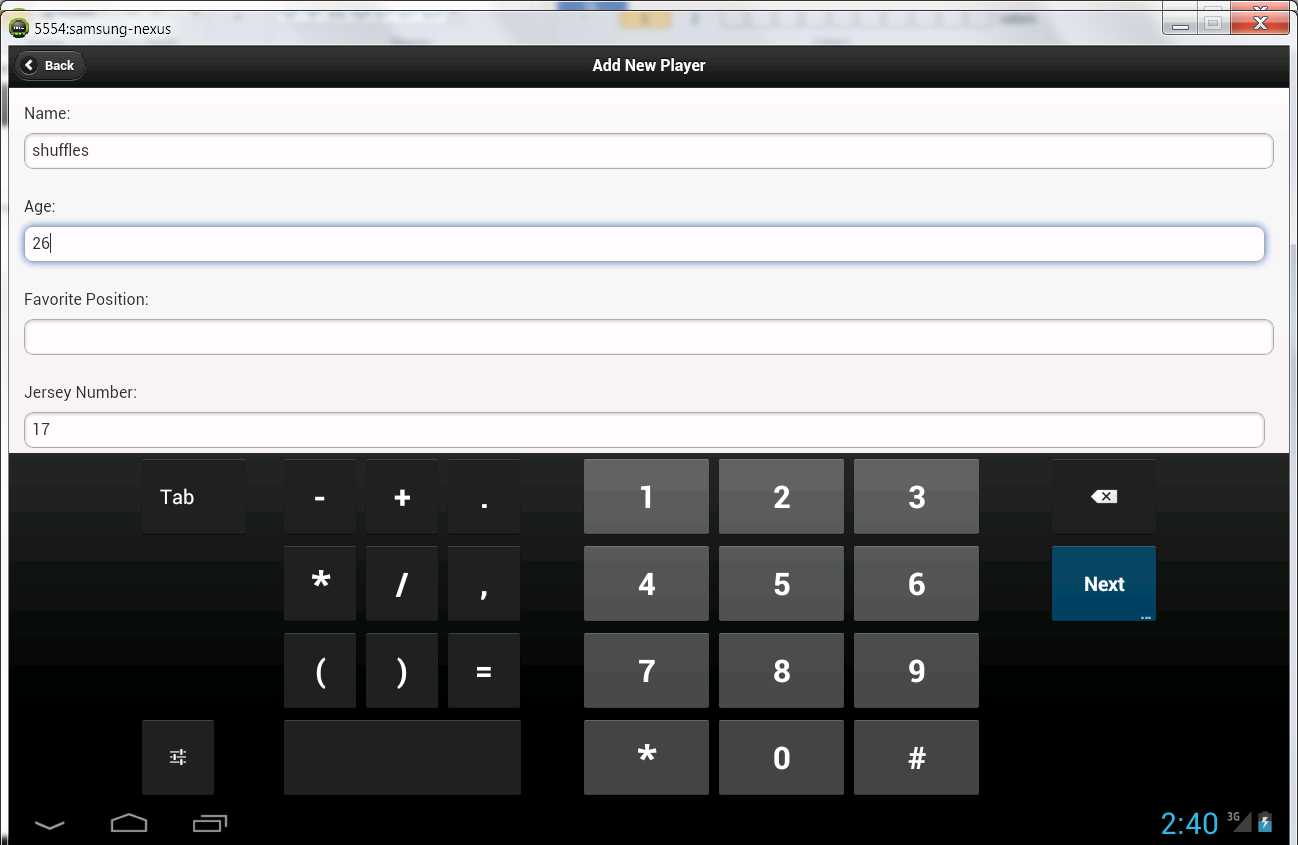 5554:samsung-nexus
Back
Add New Player
Name:
shuffles
Age:
26
Favorite Position:
Jersey Number:
17
Tab - + . 1 2 3
* / , 4 5 6 Next
( ) = 7 8 9
* 0 #
2:40 3G